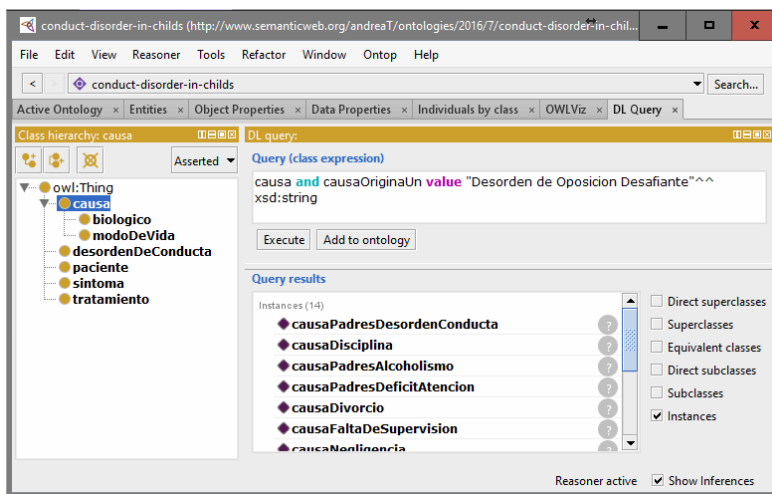 conduct-disorder-in-childs (http://www.semanticweb.org/andreaT/ontologies/2016/7/conduct-disorder-in-chil...
File Edit View Reasoner Tools Refactor Window Ontop Help
< > conduct-disorder-in-childs Search...
Active Ontology × Entities × Object Properties × Data Properties × Individuals by class × OWLViz × DL Query ×
Class hierarchy: causa
Asserted
owl:Thing
causa
biologico
modoDeVida
desordenDeConducta
paciente
sintoma
tratamiento
DL query:
Query (class expression)
causa and causaOriginaUn value "Desorden de Oposicion Desafiante"^^
xsd:string
Execute Add to ontology
Query results
Instances (14)
causaPadresDesordenConducta ?
causaDisciplina ?
causaPadresAlcoholismo ?
causaPadresDeficitAtencion ?
causaDivorcio ?
causaFaltaDeSupervision ?
causaNegligencia ?
Direct superclasses
Superclasses
Equivalent classes
Direct subclasses
Subclasses
Instances
Reasoner active Show Inferences